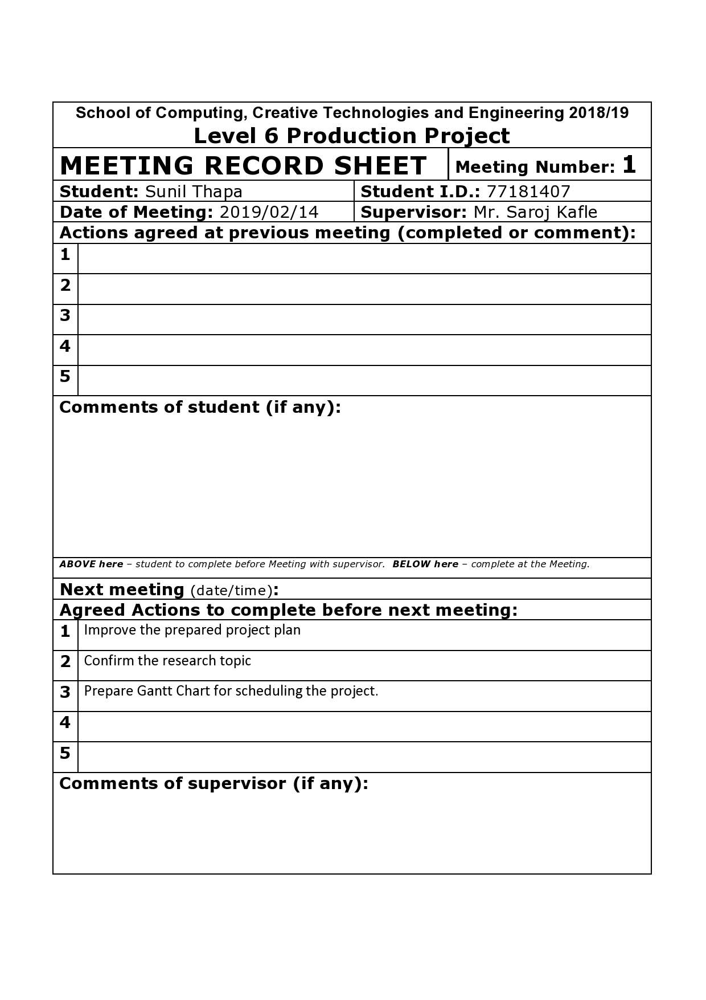 School of Computing, Creative Technologies and Engineering 2018/19
Level 6 Production Project
MEETING RECORD SHEET
Meeting Number: 1
Student: Sunil Thapa
Student I.D.: 77181407
Date of Meeting: 2019/02/14
Supervisor: Mr. Saroj Kafle
Actions agreed at previous meeting (completed or comment):
1
2
3
4
5
Comments of student (if any):
ABOVE here – student to complete before Meeting with supervisor. BELOW here – complete at the Meeting.
Next meeting (date/time):
Agreed Actions to complete before next meeting:
1 Improve the prepared project plan
2 Confirm the research topic
3 Prepare Gantt Chart for scheduling the project.
4
5
Comments of supervisor (if any):